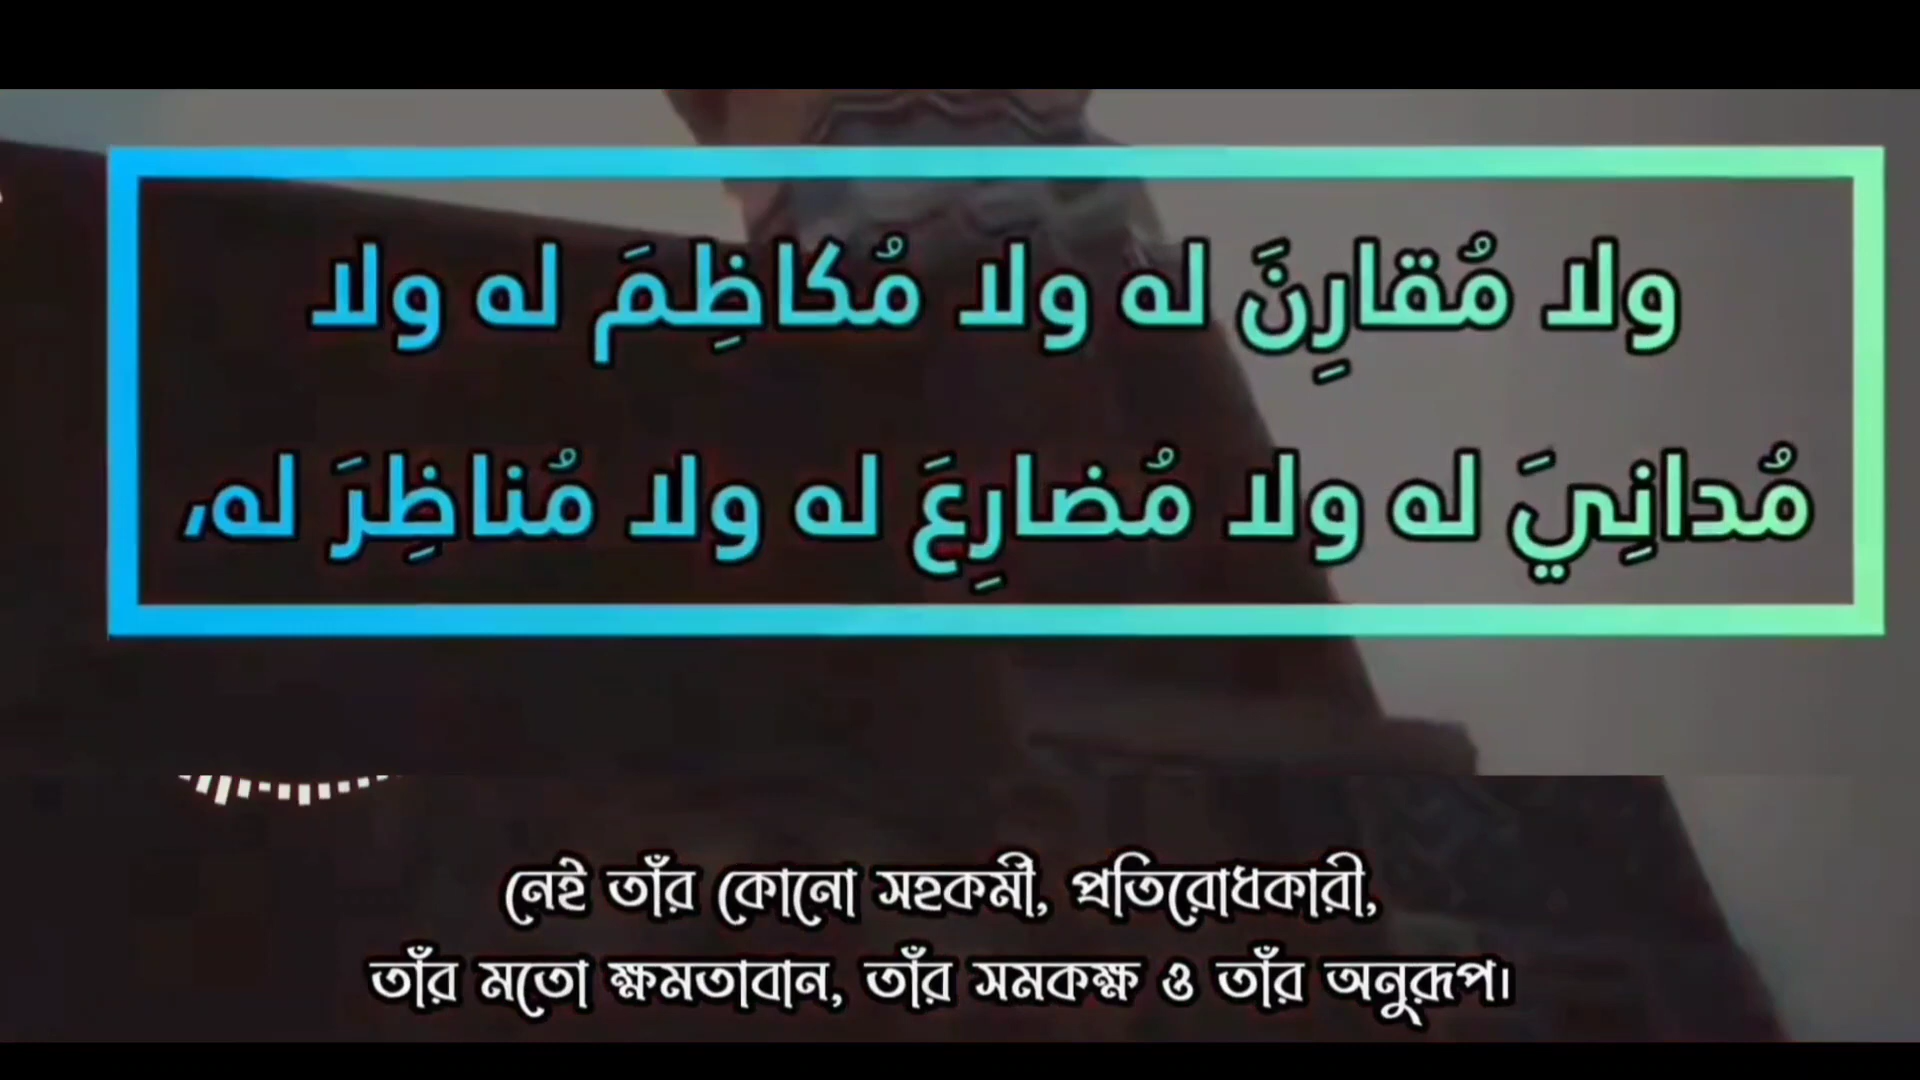 ولا مُقارِنَ له ولا مُكاظِمَ له ولا
مُدانِيَ له ولا مُضارِعَ له ولا مُناظِرَ له،
নেই তাঁর কোনো সহকর্মী, প্রতিরোধকারী,
তাঁর মতো ক্ষমতাবান, তাঁর সমকক্ষ ও তাঁর অনুরূপ।